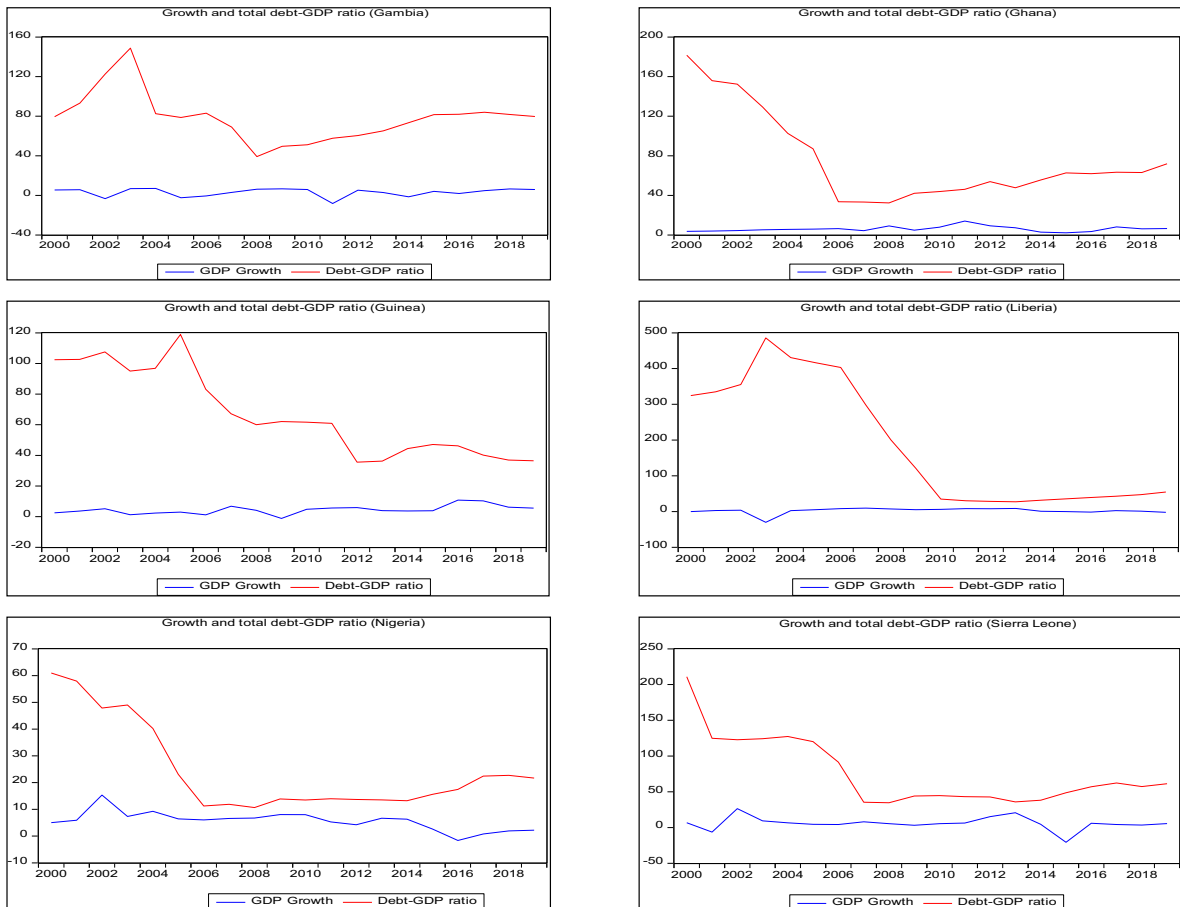 Growth and total debt-GDP ratio (Gambia)
160
120
80
40
0
-40
2000 2002 2004 2006 2008 2010 2012 2014 2016 2018
GDP Growth Debt-GDP ratio
Growth and total debt-GDP ratio (Ghana)
200
160
120
80
40
0
2000 2002 2004 2006 2008 2010 2012 2014 2016 2018
GDP Growth Debt-GDP ratio
Growth and total debt-GDP ratio (Guinea)
120
100
80
60
40
20
0
-20
2000 2002 2004 2006 2008 2010 2012 2014 2016 2018
GDP Growth Debt-GDP ratio
Growth and total debt-GDP ratio (Liberia)
500
400
300
200
100
0
-100
2000 2002 2004 2006 2008 2010 2012 2014 2016 2018
GDP Growth Debt-GDP ratio
Growth and total debt-GDP ratio (Nigeria)
70
60
50
40
30
20
10
0
-10
2000 2002 2004 2006 2008 2010 2012 2014 2016 2018
GDP Growth Debt-GDP ratio
Growth and total debt-GDP ratio (Sierra Leone)
250
200
150
100
50
0
-50
2000 2002 2004 2006 2008 2010 2012 2014 2016 2018
GDP Growth Debt-GDP ratio